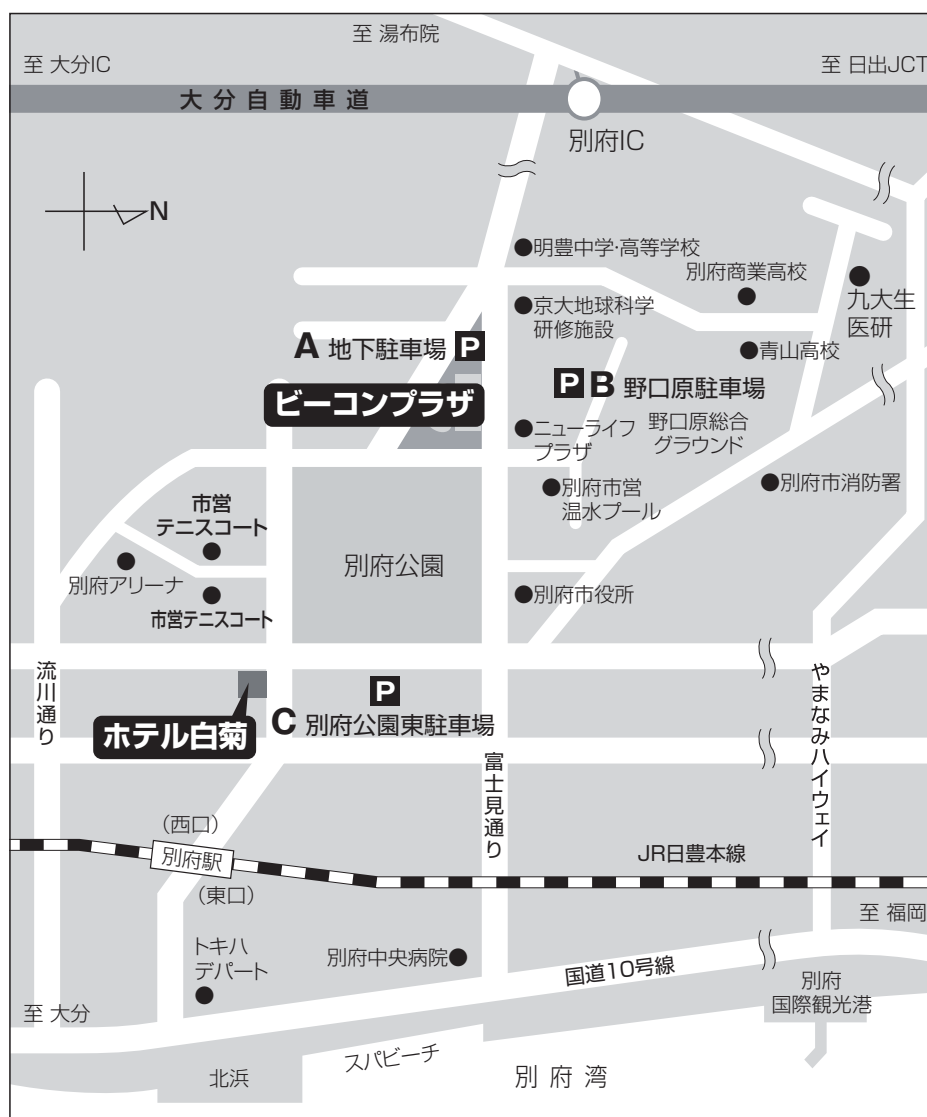 至 湯布院
至 大分IC
至 日出JCT
大分自動車道
別府IC
N
明豊中学・高等学校
別府商業高校
京大地球科学
研修施設
九大生
医研
A 地下駐車場 P
青山高校
ビーコンプラザ
P B 野口原駐車場
ニューライフ
プラザ
野口原総合
グラウンド
別府市営
温水プール
別府市消防署
市営
テニスコート
別府アリーナ
別府公園
市営テニスコート
別府市役所
流川通り
P
C 別府公園東駐車場
ホテル白菊
富士見通り
やまなみハイウェイ
(西口)
別府駅
(東口)
JR日豊本線
至 福岡
トキハ
デパート
別府中央病院
国道10号線
別府
国際観光港
至 大分
スパビーチ
北浜
別府湾